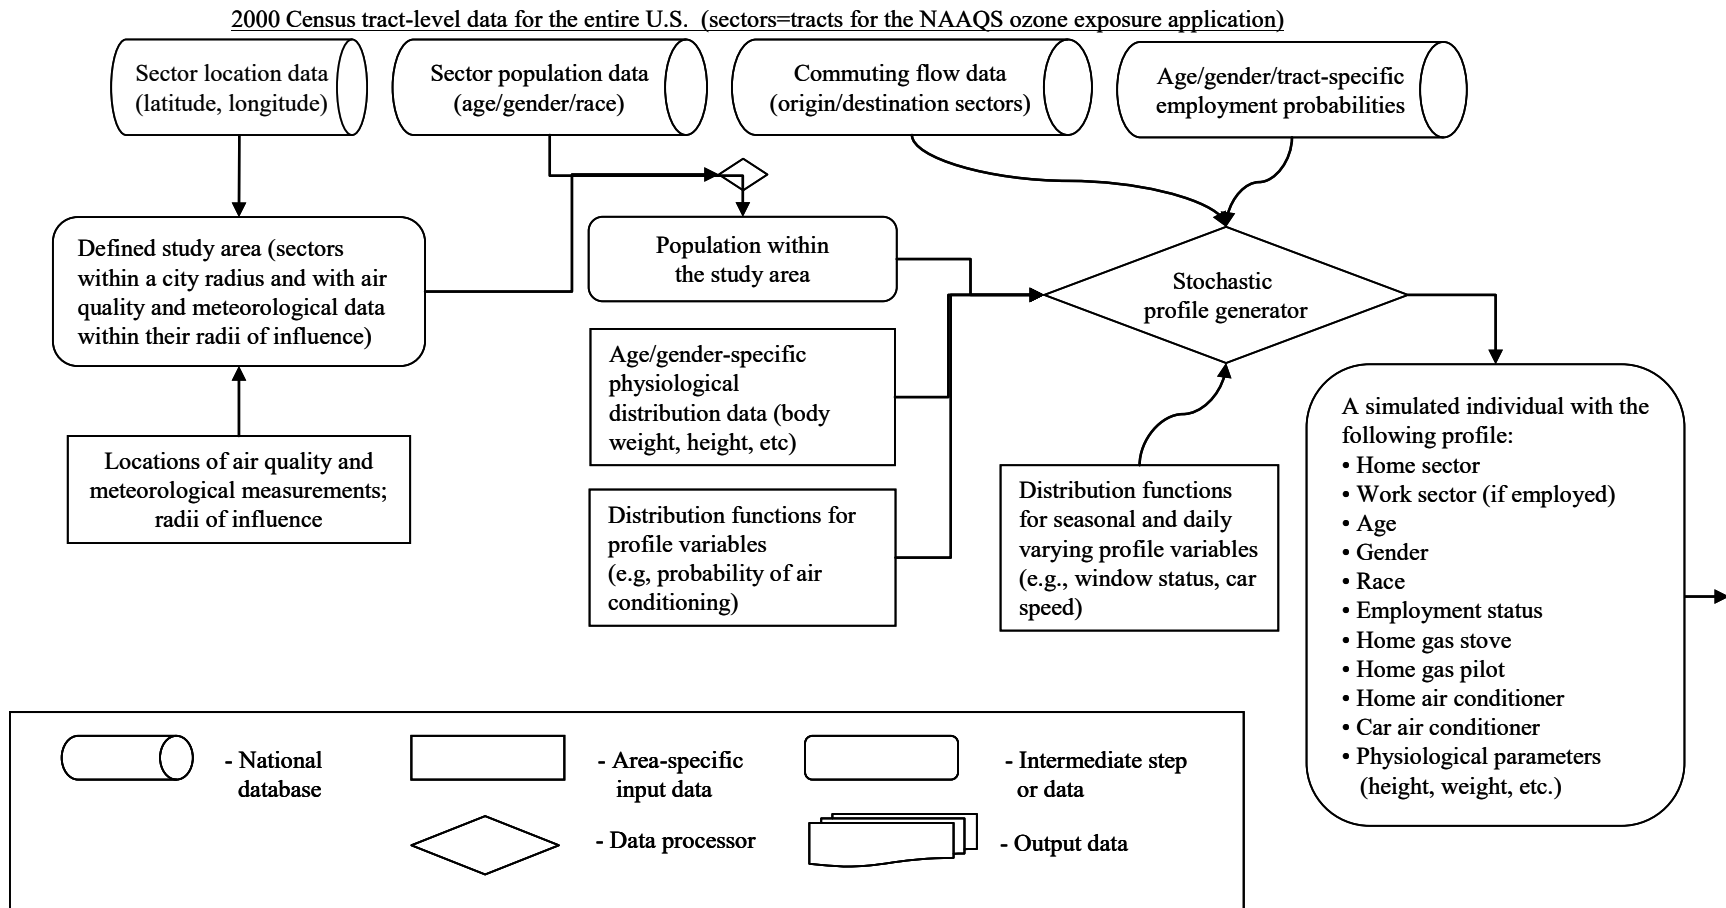 2000 Census tract-level data for the entire U.S.  (sectors=tracts for the NAAQS ozone exposure application)
Sector location data
(latitude, longitude)
Sector population data
(age/gender/race)
Commuting flow data
(origin/destination sectors)
Age/gender/tract-specific
employment probabilities
Defined study area (sectors
within a city radius and with air
quality and meteorological data
within their radii of influence)
Population within
the study area
Stochastic
profile generator
Age/gender-specific
physiological
distribution data (body
weight, height, etc)
Locations of air quality and
meteorological measurements;
radii of influence
Distribution functions for
profile variables
(e.g, probability of air
conditioning)
Distribution functions
for seasonal and daily
varying profile variables
(e.g., window status, car
speed)
A simulated individual with the
following profile:
• Home sector
• Work sector (if employed)
• Age
• Gender
• Race
• Employment status
• Home gas stove
• Home gas pilot
• Home air conditioner
• Car air conditioner
• Physiological parameters
(height, weight, etc.)
- National
database
- Area-specific
input data
- Intermediate step
or data
- Data processor
- Output data